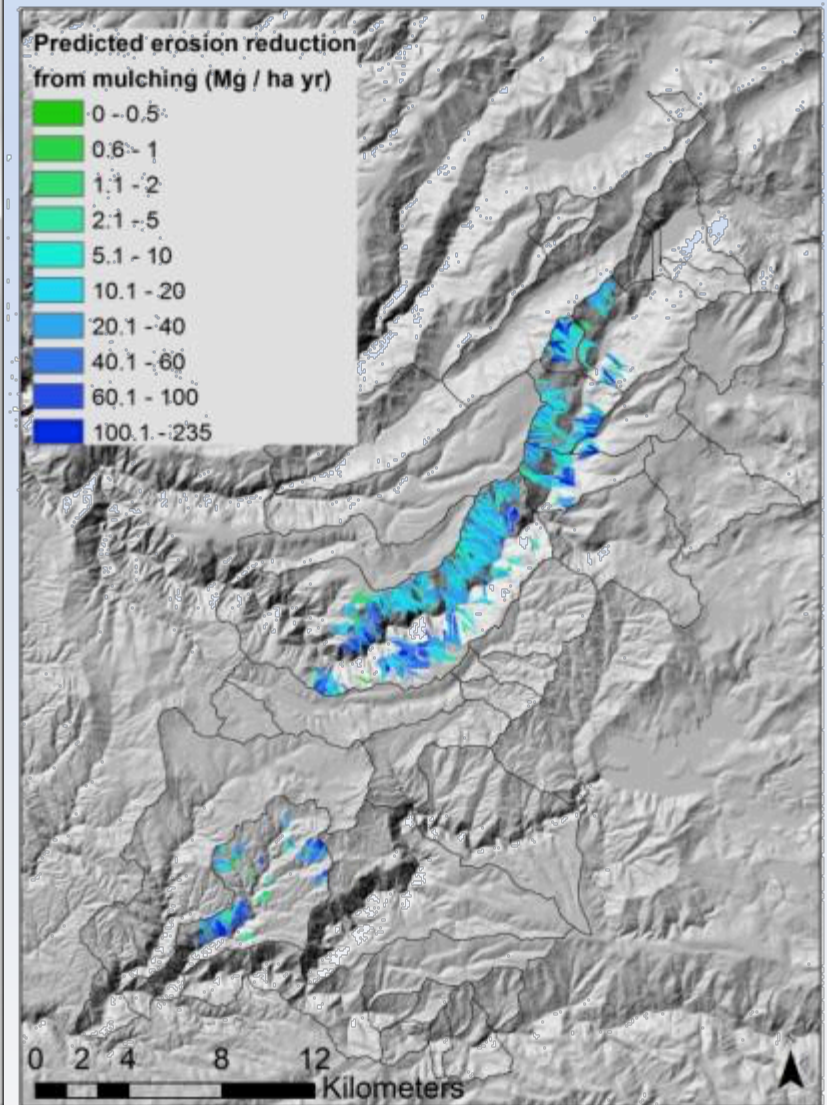 Predicted erosion reduction
from mulching (Mg / ha yr)
0 - 0.5
0.6 - 1
1.1 - 2
2.1 - 5
5.1 - 10
10.1 - 20
20.1 - 40
40.1 - 60
60.1 - 100
100.1 - 235
0 2 4 8 12
Kilometers